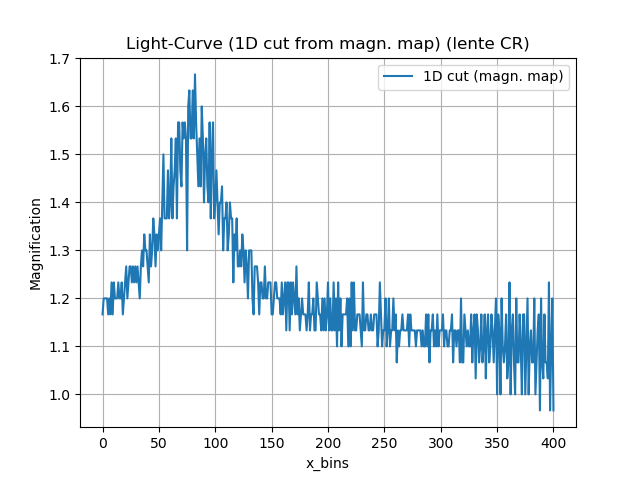 Light-Curve (1D cut from magn. map) (lente CR)
1D cut (magn. map)
Magnification
1.7
1.6
1.5
1.4
1.3
1.2
1.1
1.0
0 50 100 150 200 250 300 350 400
x_bins